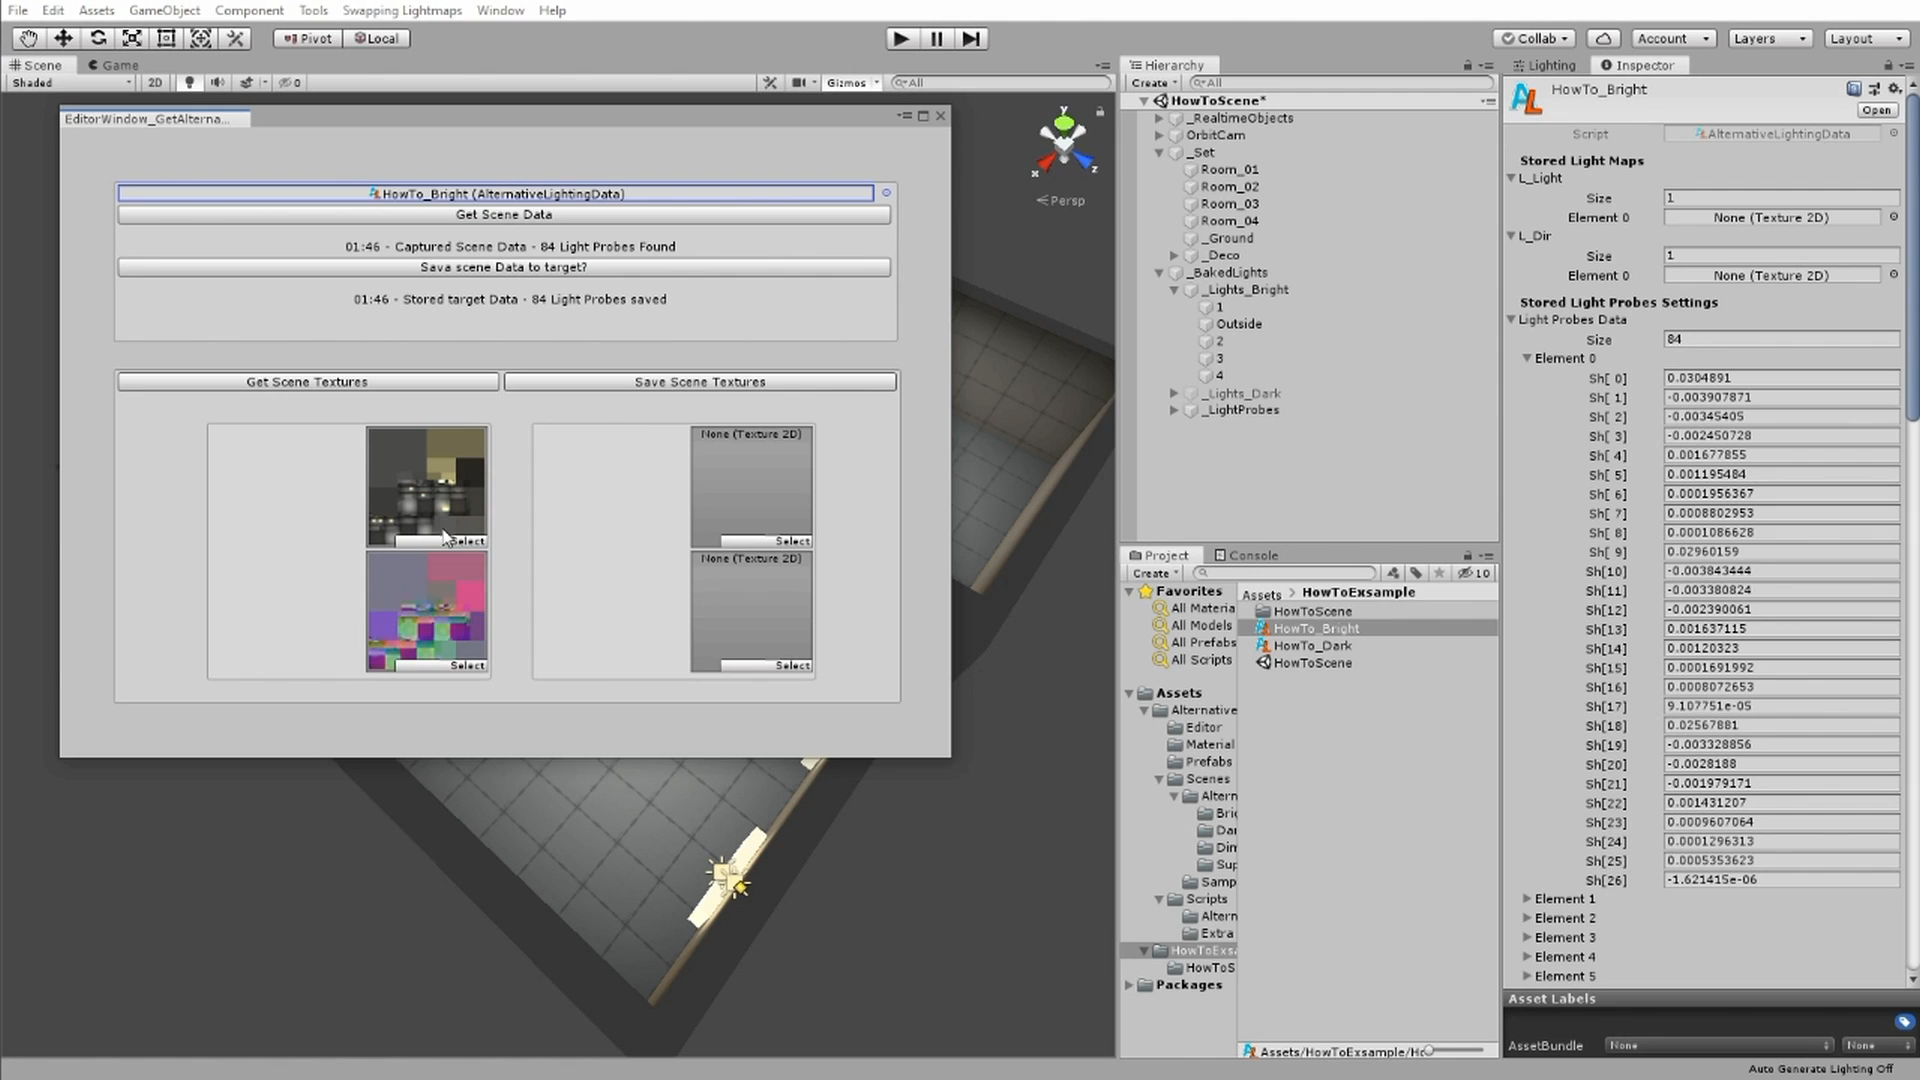 File Edit Assets GameObject Component Tools Swapping Lightmaps Window Help
Pivot Local
Collab Account Layers Layout
Scene Game
Shaded 2D 0 Gizmos All
EditorWindow_GetAlterna...
HowTo_Bright (AlternativeLightingData)
Get Scene Data
01:46 - Captured Scene Data - 84 Light Probes Found
Sava scene Data to target?
01:46 - Stored target Data - 84 Light Probes saved
Get Scene Textures Save Scene Textures
None (Texture 2D)
Select Select
None (Texture 2D)
Select Select
y
x z
Persp
Hierarchy
Create All
HowToScene*
_RealtimeObjects
OrbitCam
_Set
Room_01
Room_02
Room_03
Room_04
_Ground
_Deco
_BakedLights
_Lights_Bright
1
Outside
2
3
4
_Lights_Dark
_LightProbes
Project Console
Create 10
Favorites
All Materia
All Models
All Prefabs
All Scripts
Assets
Alternative
Editor
Material
Prefabs
Scenes
Altern
Bri
Dar
Dim
Sup
Samp
Scripts
Altern
Extra
HowToExsa
HowToS
Packages
Assets > HowToExsample
HowToScene
HowTo_Bright
HowTo_Dark
HowToScene
Assets/HowToExsample/Ho
Lighting Inspector
HowTo_Bright
Open
Script AlternativeLightingData
Stored Light Maps
L_Light
Size 1
Element 0 None (Texture 2D)
L_Dir
Size 1
Element 0 None (Texture 2D)
Stored Light Probes Settings
Light Probes Data
Size 84
Element 0
Sh[ 0] 0.0304891
Sh[ 1] -0.003907871
Sh[ 2] -0.00345405
Sh[ 3] -0.002450728
Sh[ 4] 0.001677855
Sh[ 5] 0.001195484
Sh[ 6] 0.0001956367
Sh[ 7] 0.0008802953
Sh[ 8] 0.0001086628
Sh[ 9] 0.02960159
Sh[10] -0.003843444
Sh[11] -0.003380824
Sh[12] -0.002390061
Sh[13] 0.001637115
Sh[14] 0.00120323
Sh[15] 0.0001691992
Sh[16] 0.0008072653
Sh[17] 9.107751e-05
Sh[18] 0.02567881
Sh[19] -0.003328856
Sh[20] -0.0028188
Sh[21] -0.001979171
Sh[22] 0.001431207
Sh[23] 0.0009607064
Sh[24] 0.0001296313
Sh[25] 0.0005353623
Sh[26] -1.621415e-06
Element 1
Element 2
Element 3
Element 4
Element 5
Asset Labels
AssetBundle None None
Auto Generate Lighting Off